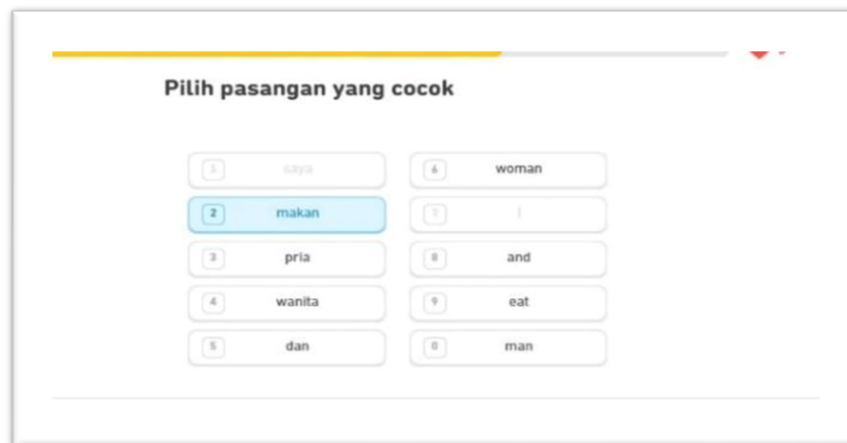 Pilih pasangan yang cocok
1 saya 6 woman
2 makan 7 I
3 pria 8 and
4 wanita 9 eat
5 dan 0 man